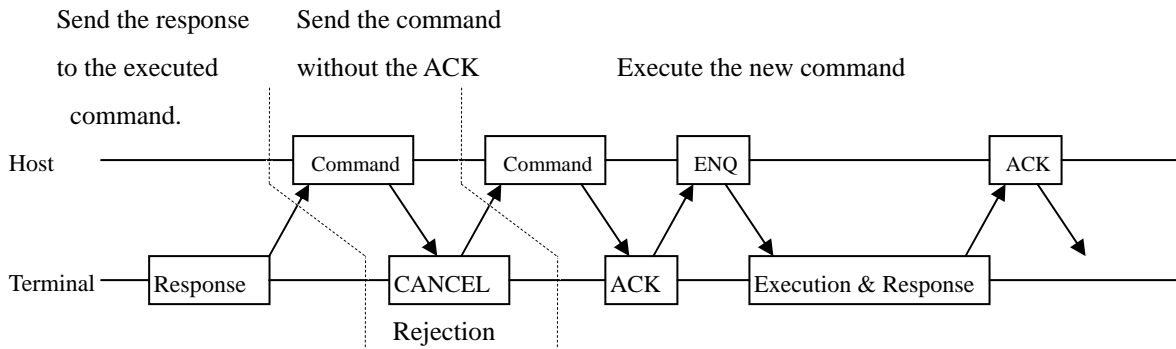 Send the response
to the executed
command.
Send the command
without the ACK
Execute the new command
Host
Command
Command
ENQ
ACK
Terminal
Response
CANCEL
ACK
Execution & Response
Rejection